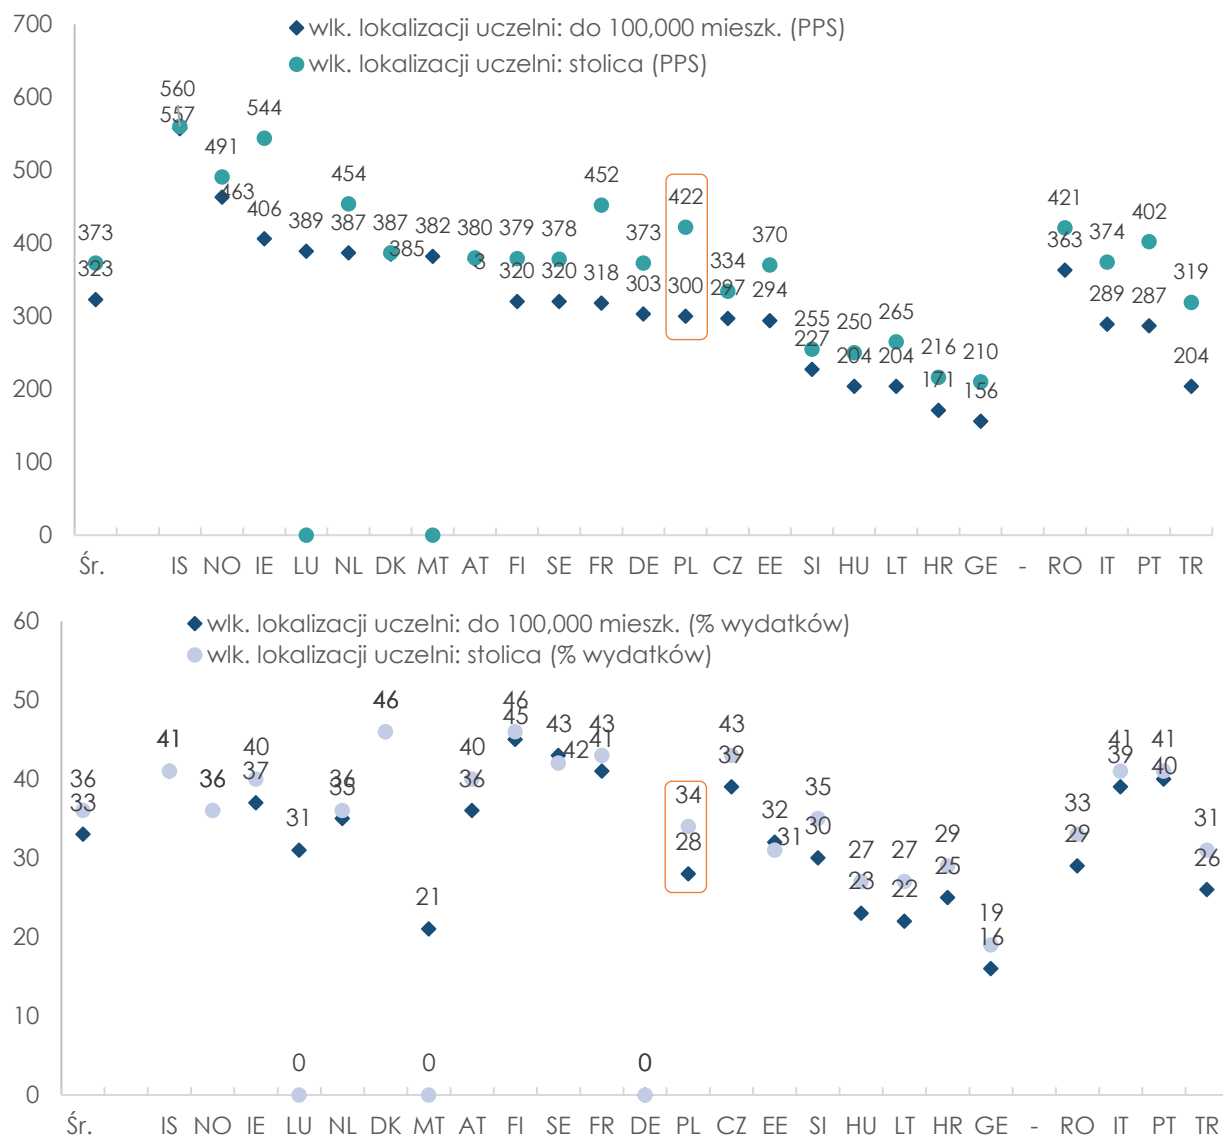 700
600
500
400
300
200
100
0
wlk. lokalizacji uczelni: do 100,000 mieszk. (PPS)
wlk. lokalizacji uczelni: stolica (PPS)
373 560 491 544 454 387 380 379 378 452 373 422 334 370 255 250 265 216 210 421 374 402 319
323 557 463 406 389 387 385 382 3 320 320 318 303 300 297 294 227 204 204 171 156 363 289 287 204
Śr. IS NO IE LU NL DK MT AT FI SE FR DE PL CZ EE SI HU LT HR GE - RO IT PT TR
60
50
40
30
20
10
0
wlk. lokalizacji uczelni: do 100,000 mieszk. (% wydatków)
wlk. lokalizacji uczelni: stolica (% wydatków)
36 41 36 40 0 36 46 0 40 46 42 43 0 34 43 31 35 27 27 29 19 33 41 41 31
33 41 36 37 31 35 46 21 36 45 43 41 0 28 39 32 30 23 22 25 16 29 39 40 26
Śr. IS NO IE LU NL DK MT AT FI SE FR DE PL CZ EE SI HU LT HR GE - RO IT PT TR